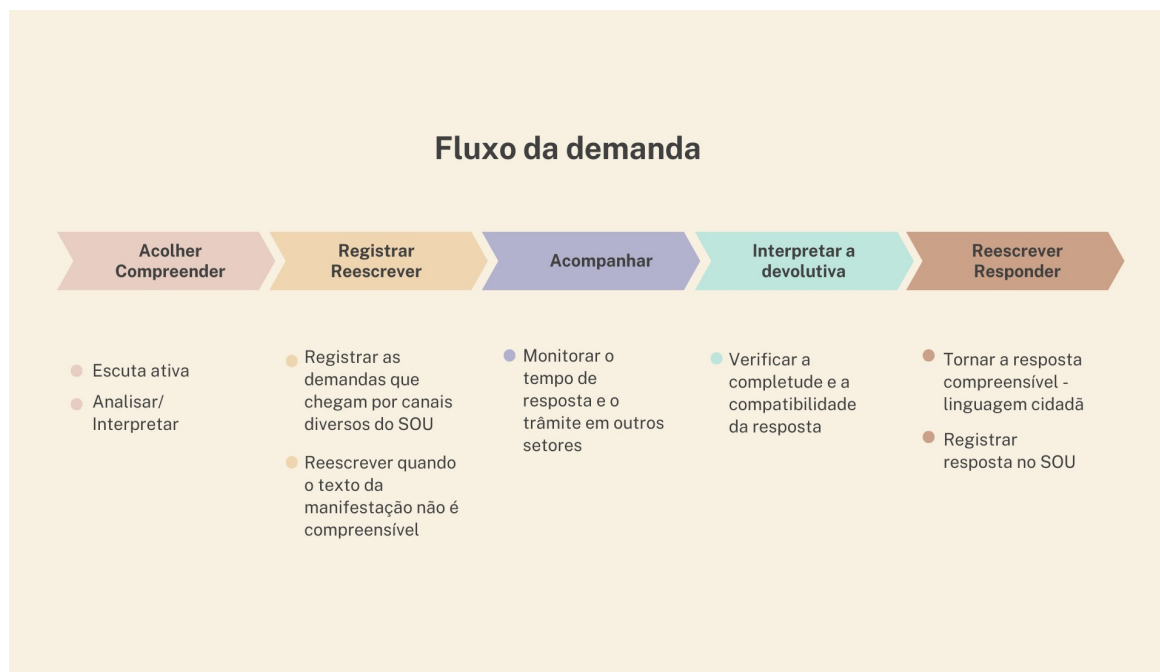 Fluxo da demanda
Acolher
Compreender
Registrar
Reescrever
Acompanhar
Interpretar a
devolutiva
Reescrever
Responder
Escuta ativa
Analisar/
Interpretar
Registrar as
demandas que
chegam por canais
diversos do SOU
Reescrever quando
o texto da
manifestação não é
compreensível
Monitorar o
tempo de
resposta e o
trâmite em outros
setores
Verificar a
completude e a
compatibilidade
da resposta
Tornar a resposta
compreensível -
linguagem cidadã
Registrar
resposta no SOU